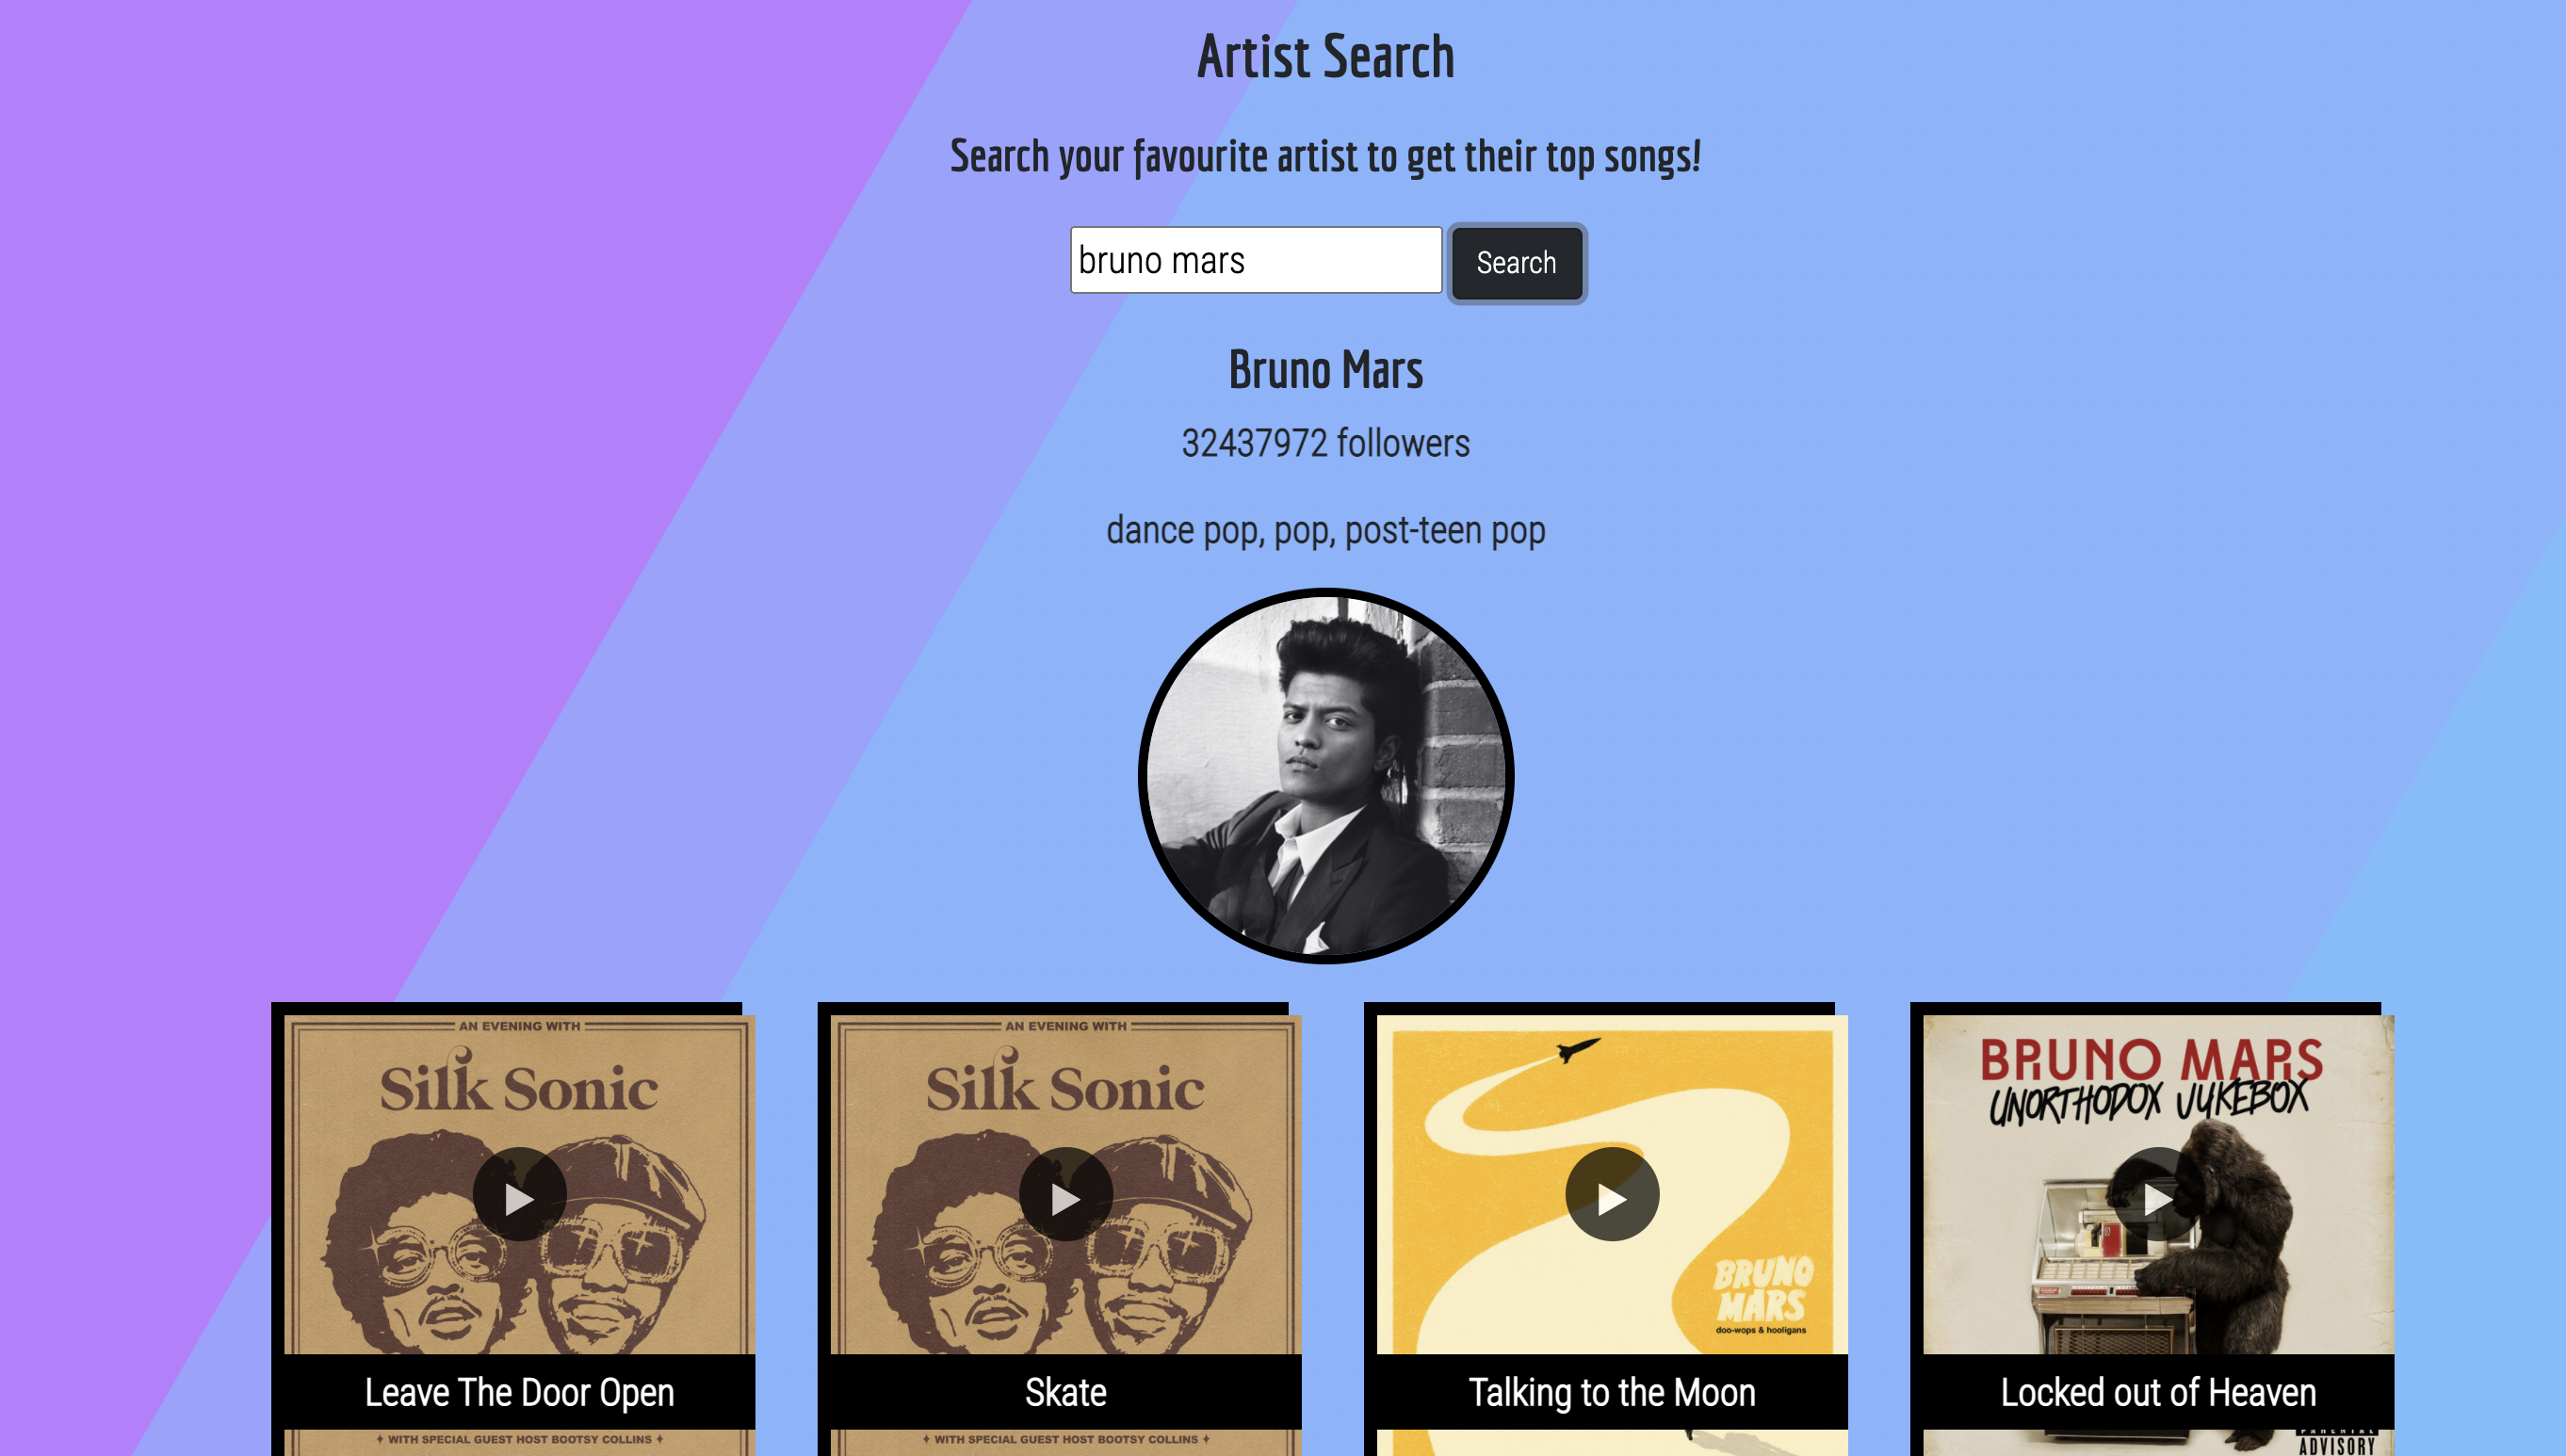 Artist Search
Search your favourite artist to get their top songs!
bruno mars
Search
Bruno Mars
32437972 followers
dance pop, pop, post-teen pop
AN EVENING WITH
Silk Sonic
Leave The Door Open
WITH SPECIAL GUEST HOST BOOTSY COLLINS
AN EVENING WITH
Silk Sonic
Skate
WITH SPECIAL GUEST HOST BOOTSY COLLINS
BRUNO
MARS
doo-wops & hooligans
Talking to the Moon
BRUNO MARS
UNORTHODOX JUKEBOX
Locked out of Heaven
PARENTAL
ADVISORY